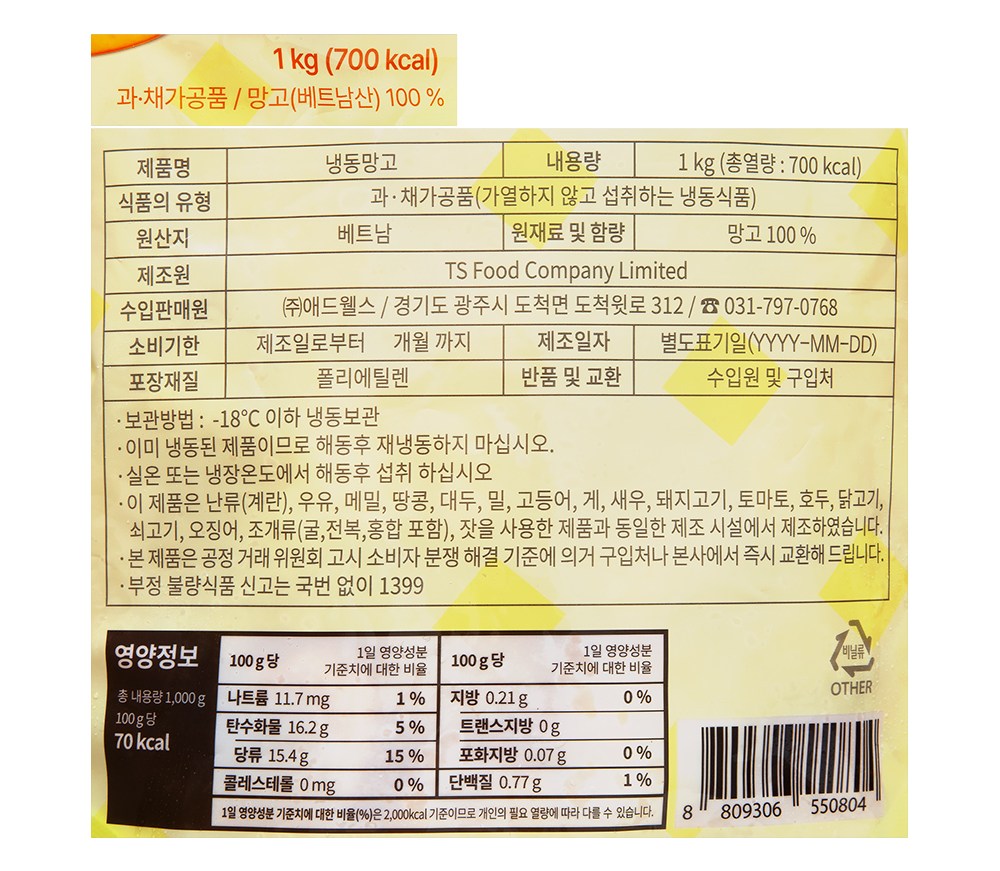 1 kg (700 kcal)
과·채가공품 / 망고(베트남산) 100 %
제품명 냉동망고 내용량 1 kg (총열량 : 700 kcal)
식품의 유형 과·채가공품(가열하지 않고 섭취하는 냉동식품)
원산지 베트남 원재료 및 함량 망고 100 %
제조원 TS Food Company Limited
수입판매원 ㈜애드웰스 / 경기도 광주시 도척면 도척윗로 312 / ☎ 031-797-0768
소비기한 제조일로부터 개월 까지 제조일자 별도표기일(YYYY-MM-DD)
포장재질 폴리에틸렌 반품 및 교환 수입원 및 구입처
·보관방법 : -18℃ 이하 냉동보관
·이미 냉동된 제품이므로 해동후 재냉동하지 마십시오.
·실온 또는 냉장온도에서 해동후 섭취 하십시오
·이 제품은 난류(계란), 우유, 메밀, 땅콩, 대두, 밀, 고등어, 게, 새우, 돼지고기, 토마토, 호두, 닭고기,
쇠고기, 오징어, 조개류(굴,전복,홍합 포함), 잣을 사용한 제품과 동일한 제조 시설에서 제조하였습니다.
·본 제품은 공정 거래 위원회 고시 소비자 분쟁 해결 기준에 의거 구입처나 본사에서 즉시 교환해 드립니다.
·부정 불량식품 신고는 국번 없이 1399
영양정보
총 내용량 1,000 g
100 g 당
70 kcal
100 g 당 1일 영양성분 기준치에 대한 비율 100 g 당 1일 영양성분 기준치에 대한 비율
나트륨 11.7 mg 1 % 지방 0.21 g 0 %
탄수화물 16.2 g 5 % 트랜스지방 0 g
당류 15.4 g 15 % 포화지방 0.07 g 0 %
콜레스테롤 0 mg 0 % 단백질 0.77 g 1 %
1일 영양성분 기준치에 대한 비율(%)은 2,000kcal 기준이므로 개인의 필요 열량에 따라 다를 수 있습니다.
비닐류
OTHER
8 809306 550804